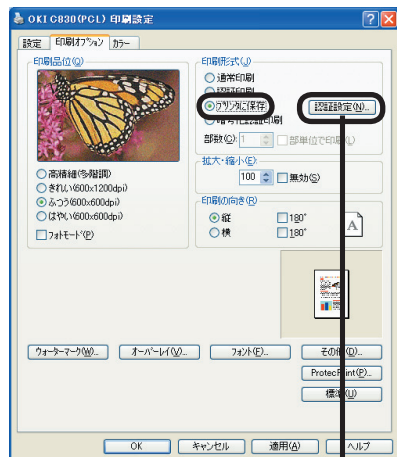 OKI C830(PCL) 印刷設定
設定 印刷オプション カラー
印刷品位(Q)
高精細(多階調)
きれい(600x1200dpi)
ふつう(600x600dpi)
はやい(600x600dpi)
フォトモード(P)
印刷形式(J)
通常印刷
認証印刷
プリンタに保存
認証設定(N)...
暗号化認証印刷
部数(C): 1
部単位で印刷(L)
拡大・縮小(E)
100
無効(S)
印刷の向き(R)
縦
180°
横
180°
A
ウォーターマーク(W)...
オーバーレイ(V)...
フォント(F)...
その他(D)...
ProtecPrint(P)...
標準(U)
OK
キャンセル
適用(A)
ヘルプ